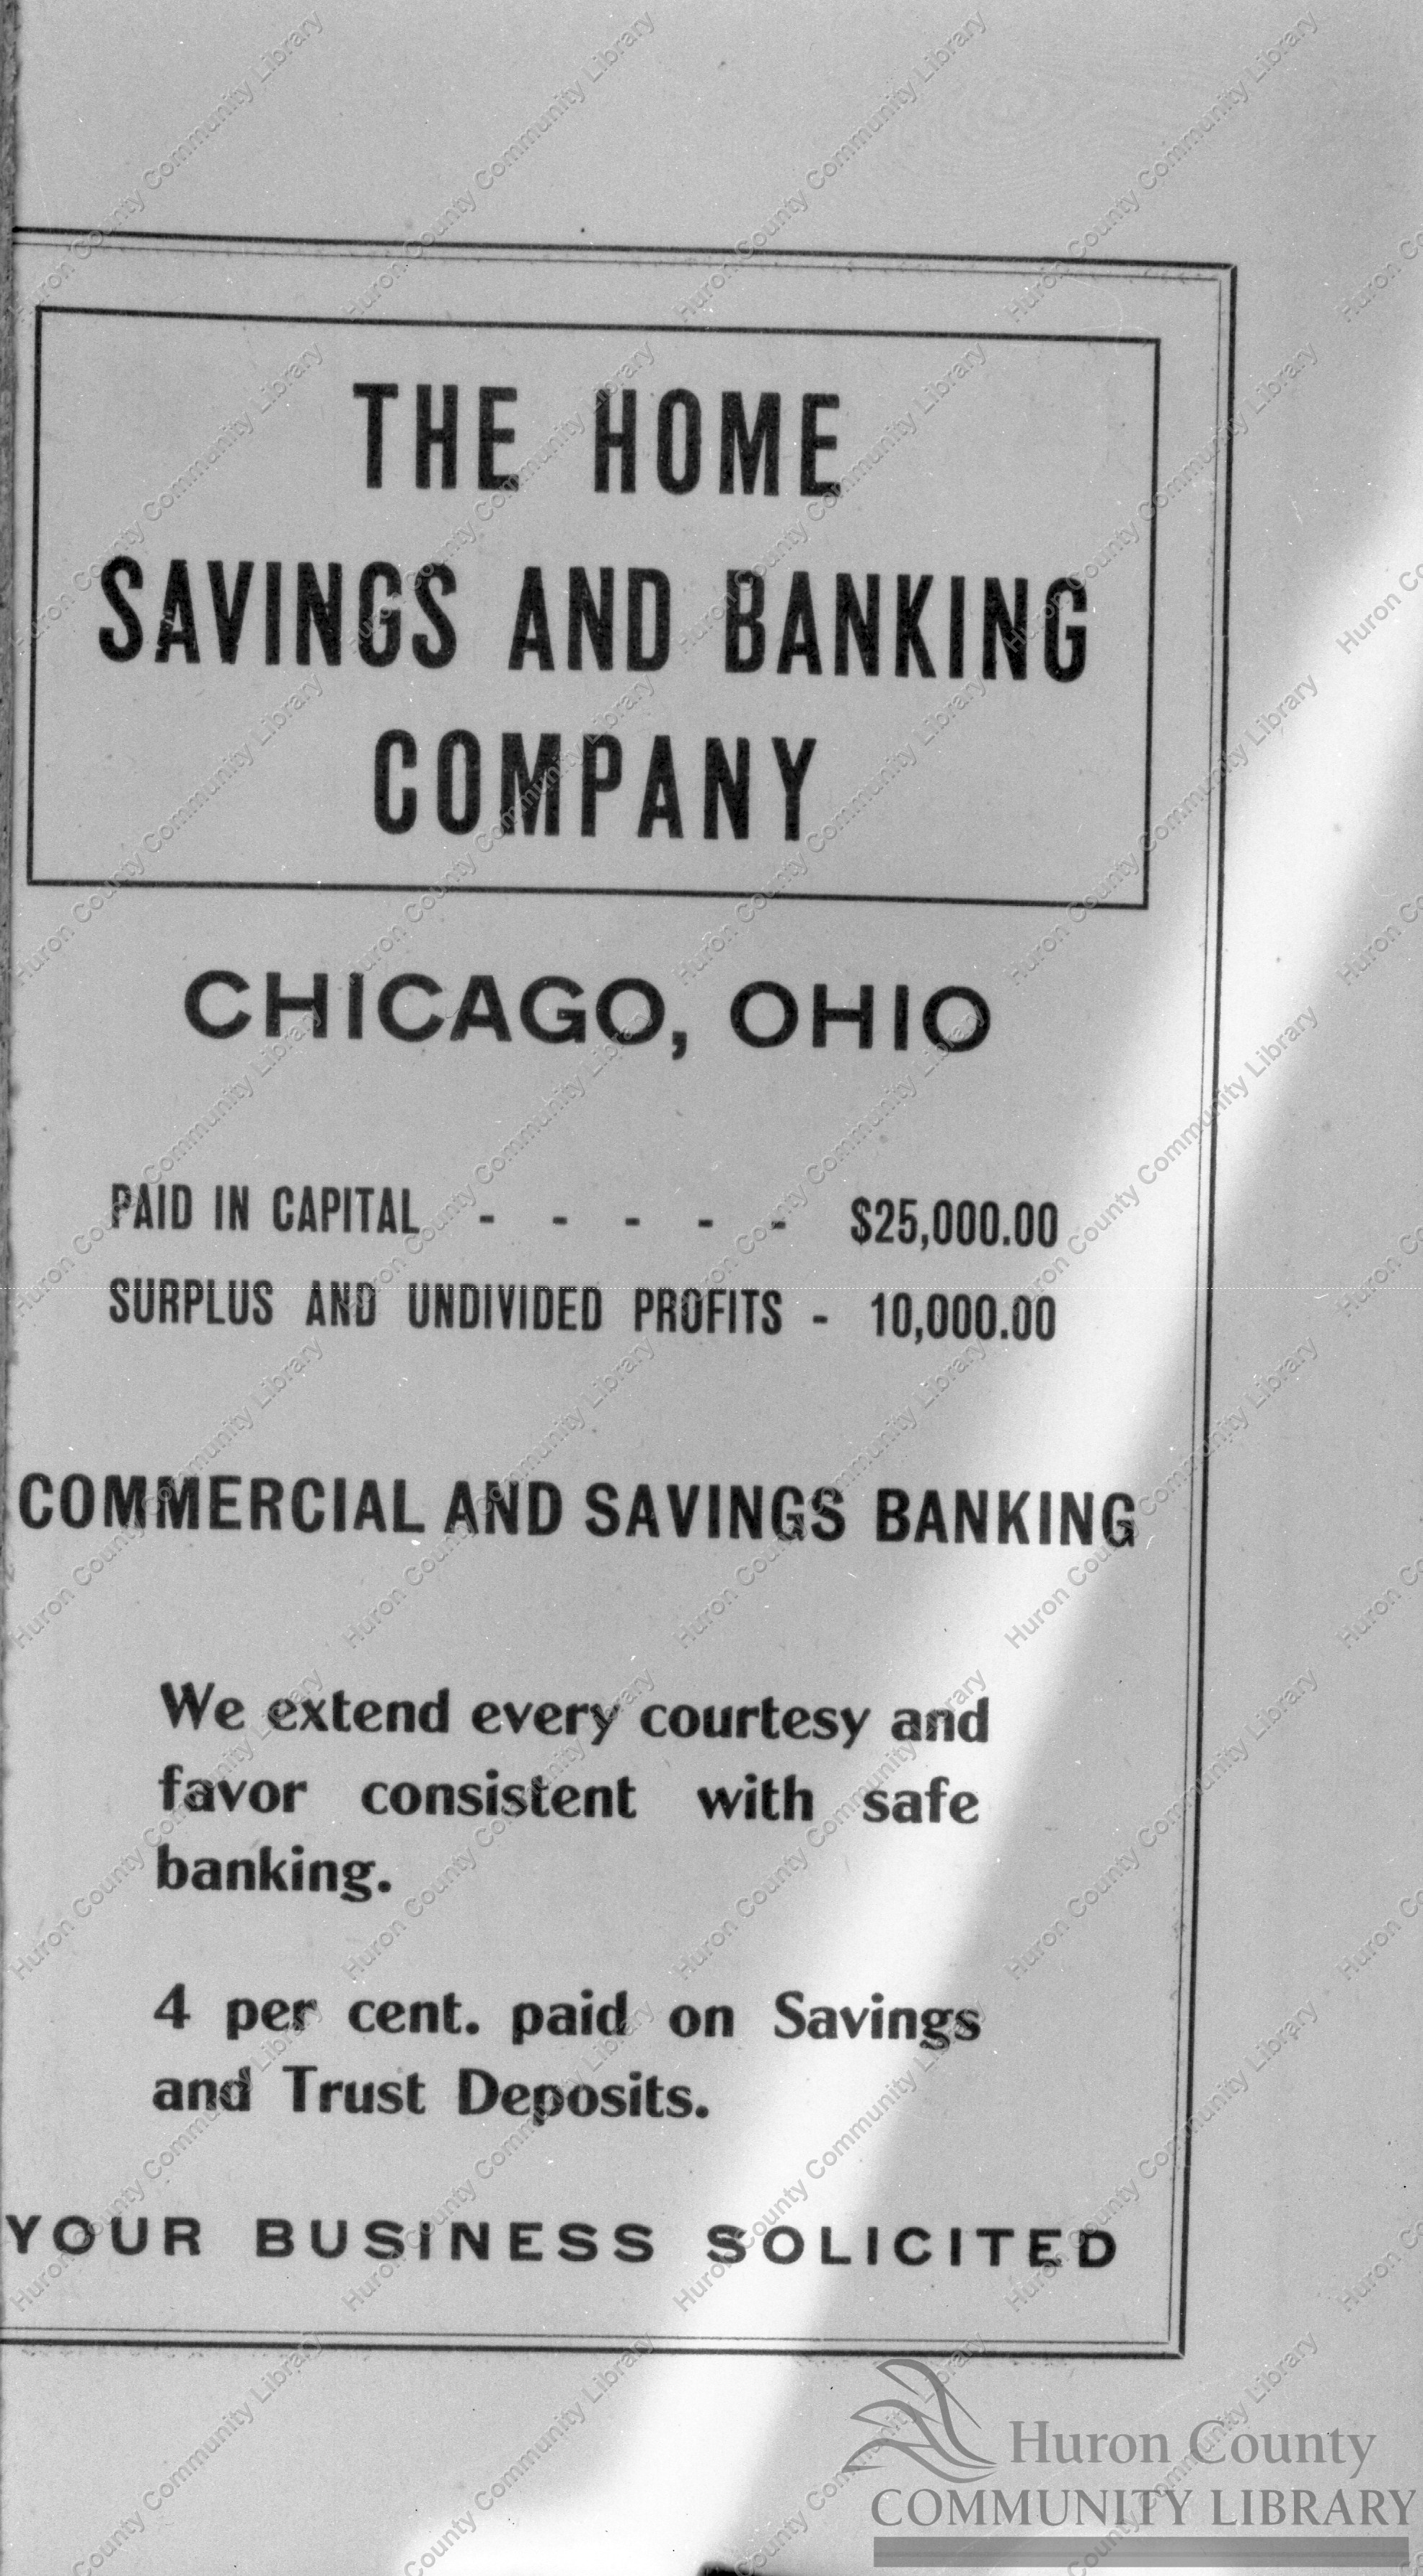 THE HOME
SAVINGS AND BANKING
COMPANY
CHICAGO, OHIO
PAID IN CAPITAL - - - - - $25,000.00
SURPLUS AND UNDIVIDED PROFITS - 10,000.00
COMMERCIAL AND SAVINGS BANKING
We extend every courtesy and
favor consistent with safe
banking.
4 per cent. paid on Savings
and Trust Deposits.
YOUR BUSINESS SOLICITED
Huron County
COMMUNITY LIBRARY